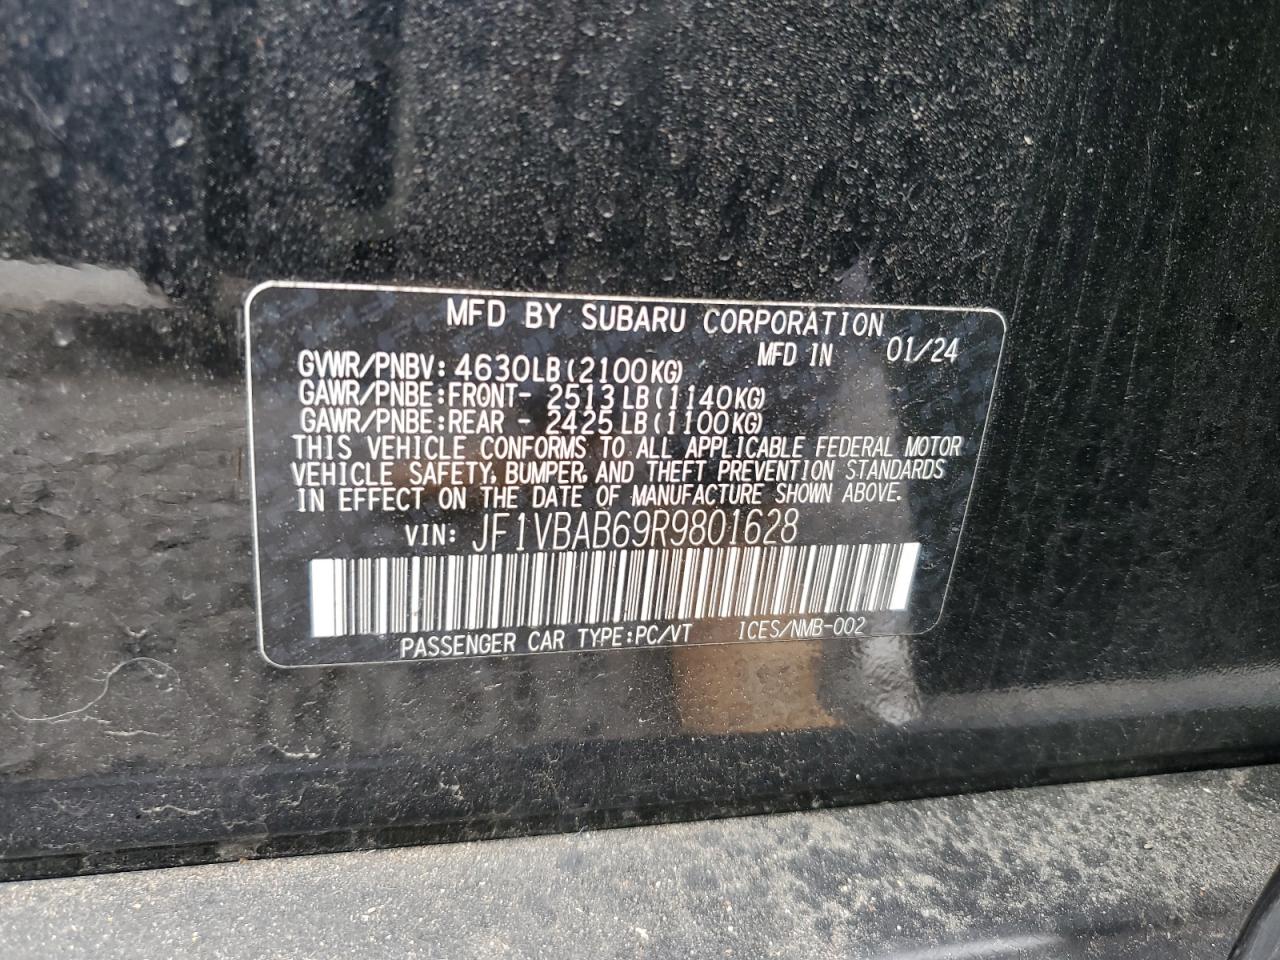 MFD BY SUBARU CORPORATION
MFD IN 01/24
GVWR/PNBV: 4630LB(2100KG)
GAWR/PNBE:FRONT- 2513LB(1140KG)
GAWR/PNBE:REAR - 2425LB(1100KG)
THIS VEHICLE CONFORMS TO ALL APPLICABLE FEDERAL MOTOR
VEHICLE SAFETY, BUMPER, AND THEFT PREVENTION STANDARDS
IN EFFECT ON THE DATE OF MANUFACTURE SHOWN ABOVE.
VIN: JF1VBAB69R9801628
PASSENGER CAR TYPE:PC/VT ICES/NMB-002